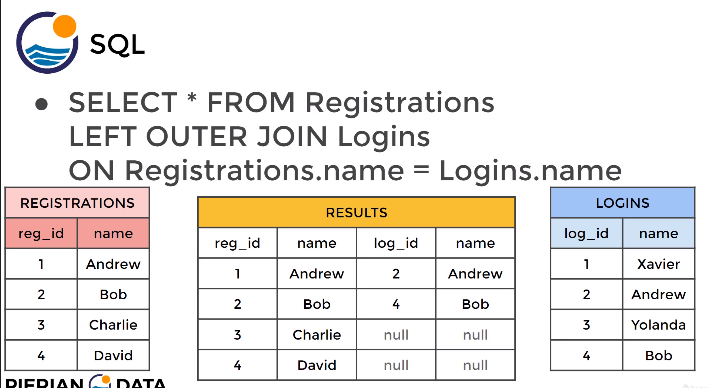 SQL
● SELECT * FROM Registrations
LEFT OUTER JOIN Logins
ON Registrations.name = Logins.name
REGISTRATIONS
reg_id name
1 Andrew
2 Bob
3 Charlie
4 David
RESULTS
reg_id name log_id name
1 Andrew 2 Andrew
2 Bob 4 Bob
3 Charlie null null
4 David null null
LOGINS
log_id name
1 Xavier
2 Andrew
3 Yolanda
4 Bob
PIERIAN DATA